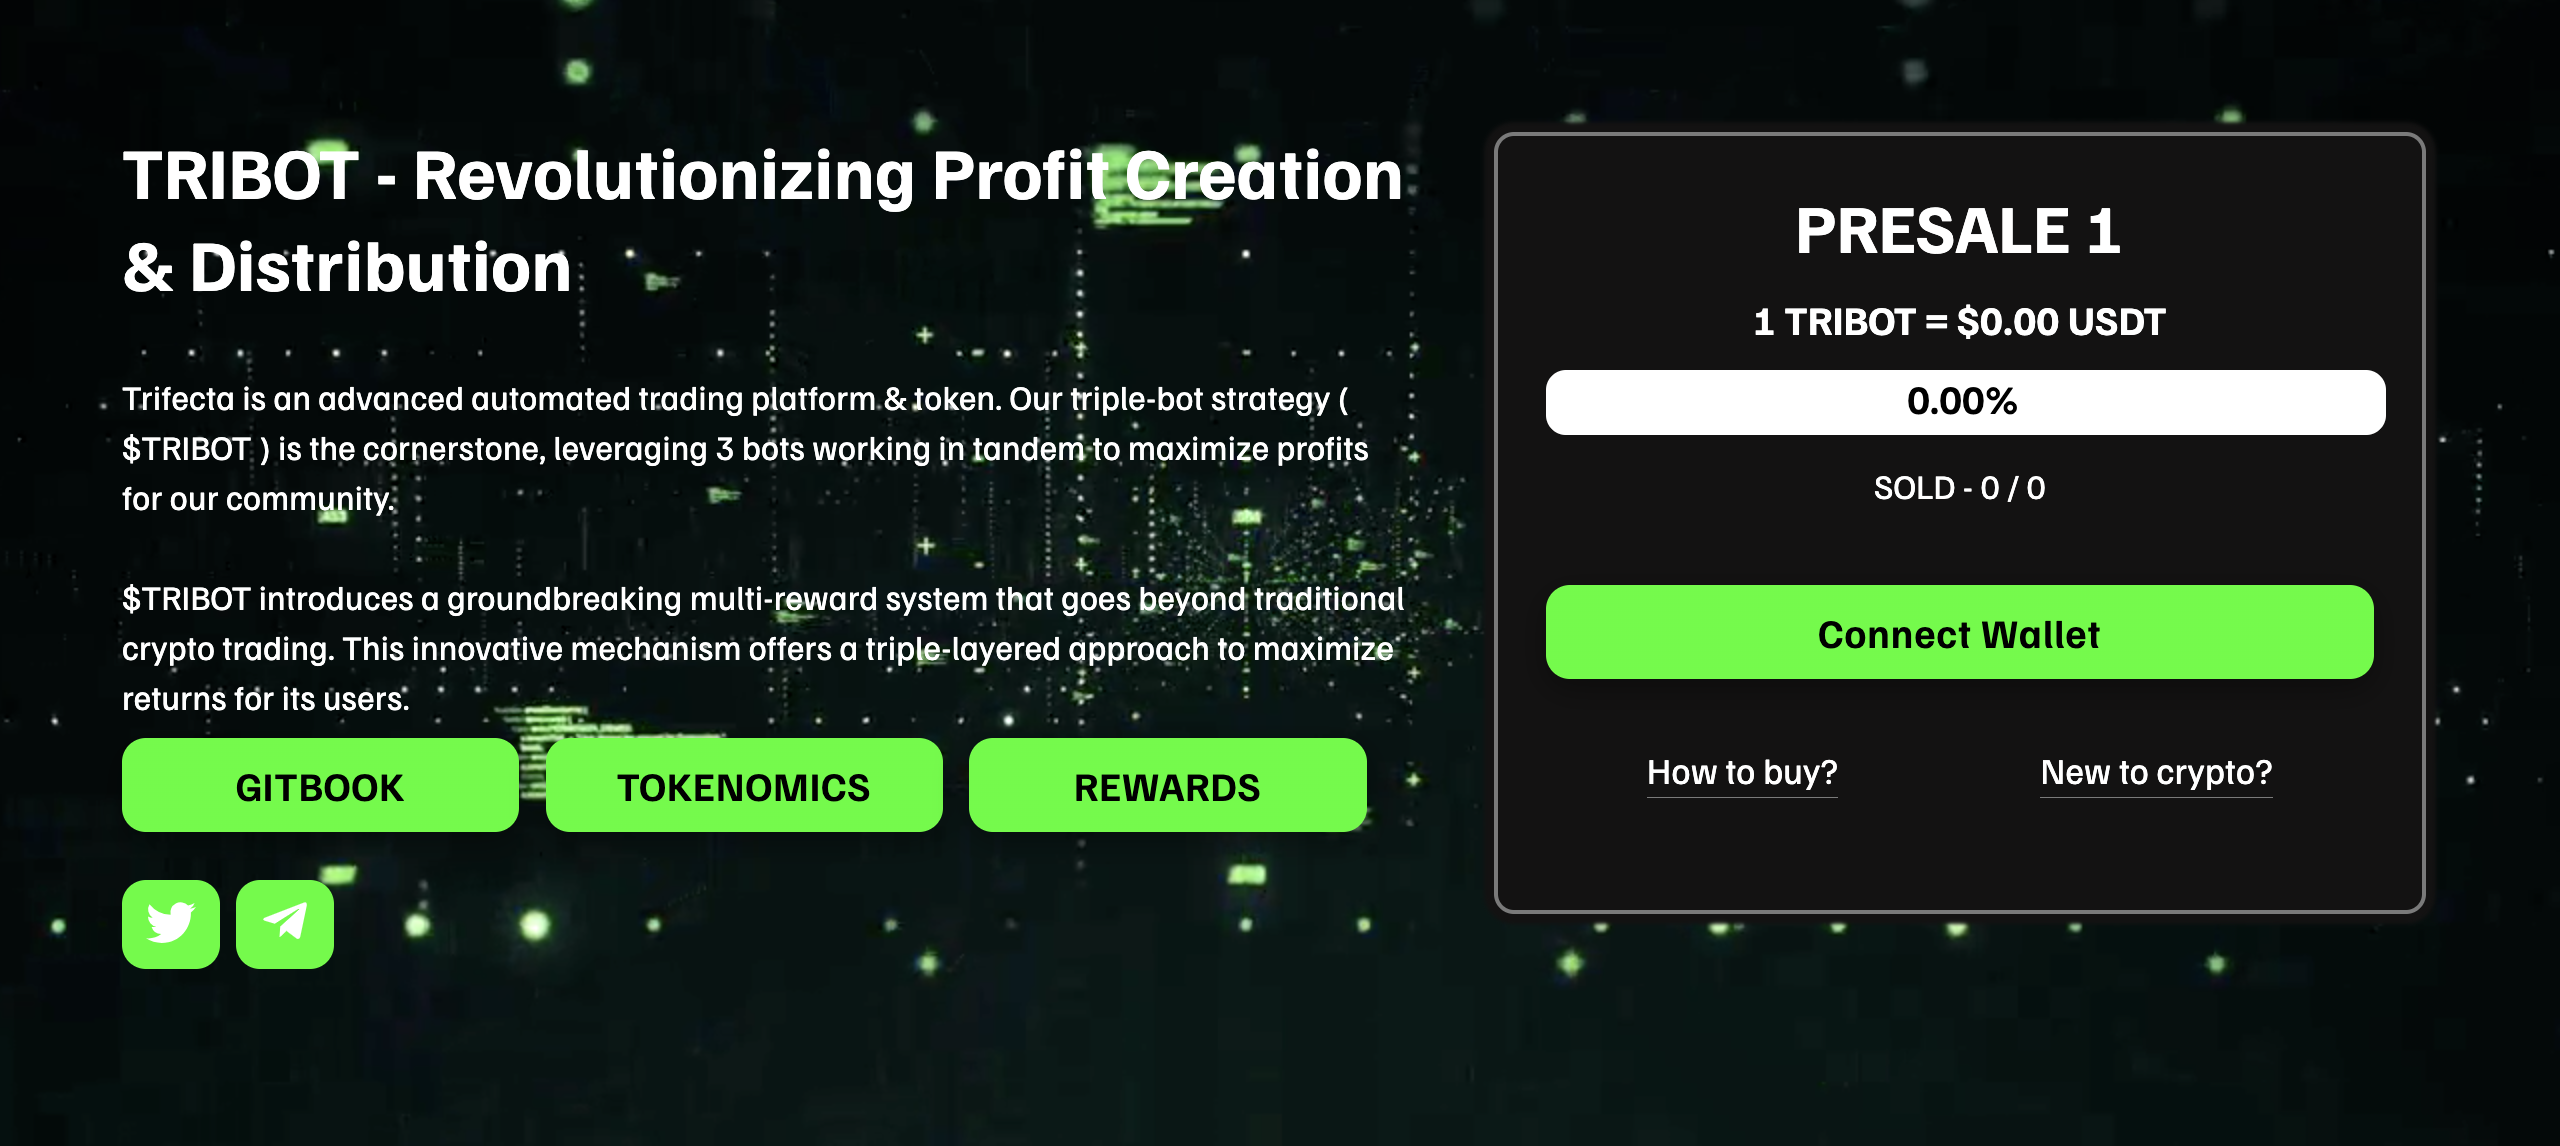 TRIBOT - Revolutionizing Profit Creation
& Distribution
Trifecta is an advanced automated trading platform & token. Our triple-bot strategy (
$TRIBOT ) is the cornerstone, leveraging 3 bots working in tandem to maximize profits
for our community.
$TRIBOT introduces a groundbreaking multi-reward system that goes beyond traditional
crypto trading. This innovative mechanism offers a triple-layered approach to maximize
returns for its users.
GITBOOK
TOKENOMICS
REWARDS
PRESALE 1
1 TRIBOT = $0.00 USDT
0.00%
SOLD - 0 / 0
Connect Wallet
How to buy?
New to crypto?